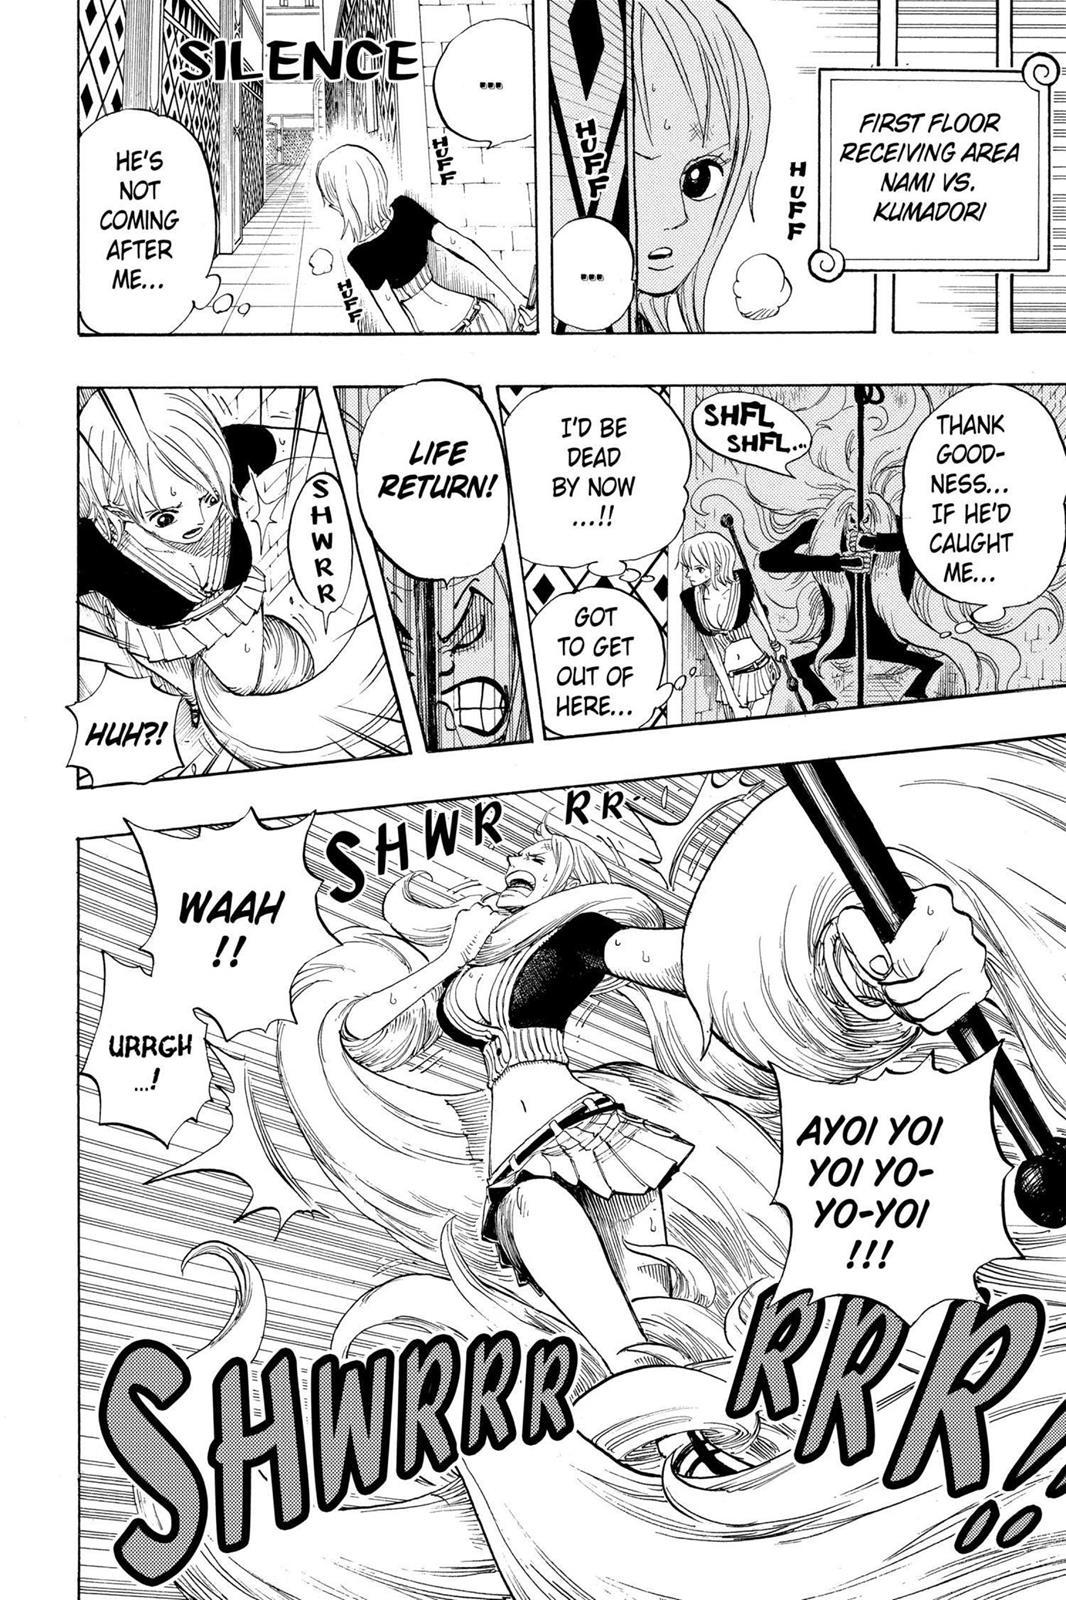 FIRST FLOOR
RECEIVING AREA
NAMI VS.
KUMADORI
HUFF
HUFF
...
SILENCE
...
HUFF
HUFF
HE'S
NOT
COMING
AFTER
ME...
THANK
GOOD-
NESS...
IF HE'D
CAUGHT
ME...
SHFL
SHFL...
I'D BE
DEAD
BY NOW
...!!
GOT
TO GET
OUT OF
HERE...
LIFE
RETURN!
SHWRR
HUH?!
SHWR RR
WAAH
!!
URRGH
...!
AYOI YOI
YOI YO-
YO-YOI
!!!
SHWRRR RRR!!